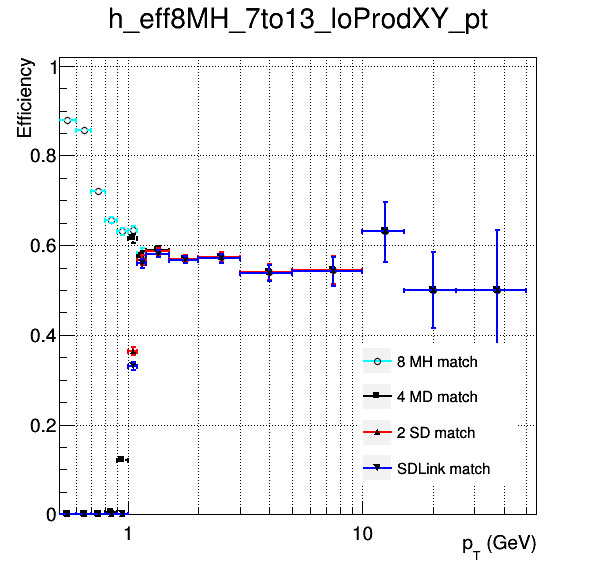 h_eff8MH_7to13_loProdXY_pt
Efficiency
1
0.8
0.6
0.4
0.2
0
8 MH match
4 MD match
2 SD match
SDLink match
1
10
p_T (GeV)